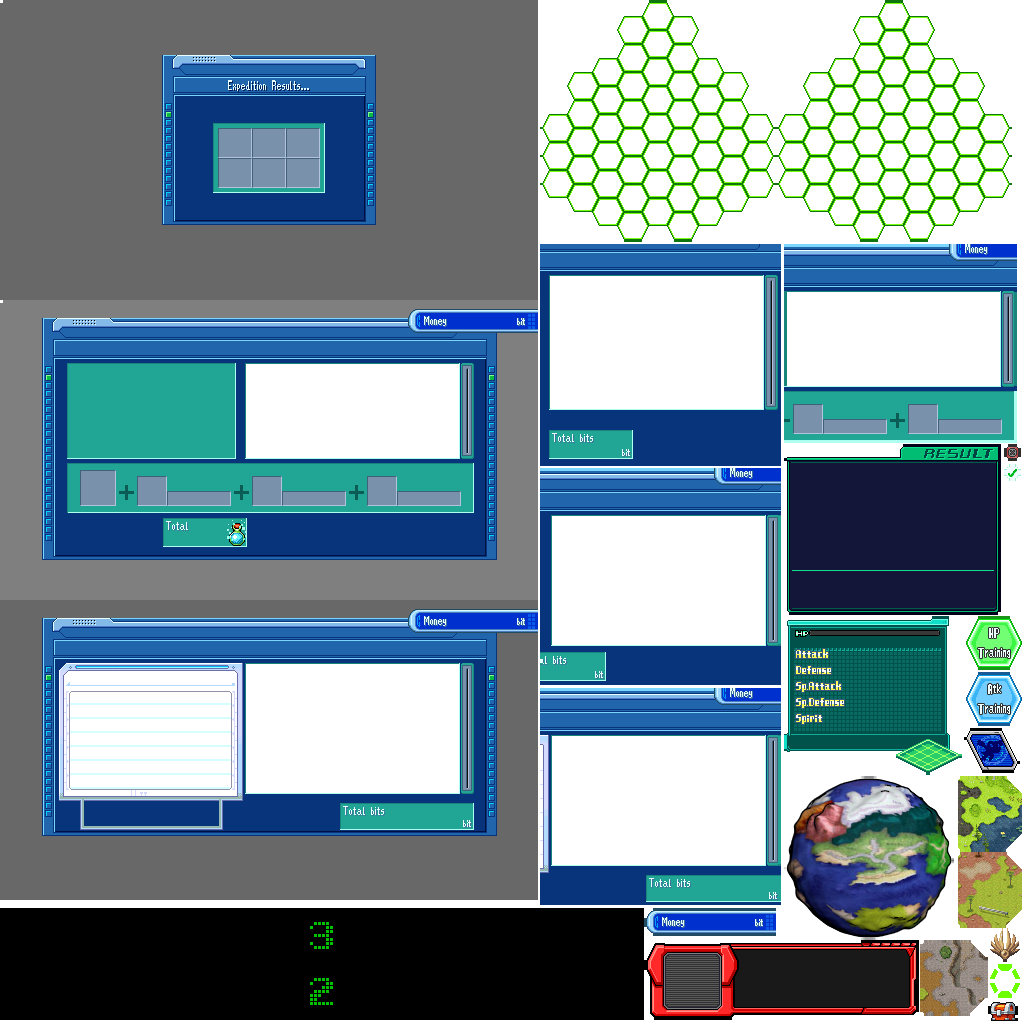 Expedition Results...
Money bit
Total
Money bit
Total bits
bit
3
2
Total bits
bit
Money
bits
bit
Money
Total bits
bit
Money bit
Money
RESULT
HP
Attack
Defense
Sp.Attack
Sp.Defense
Spirit
HP
Training
Atk
Training